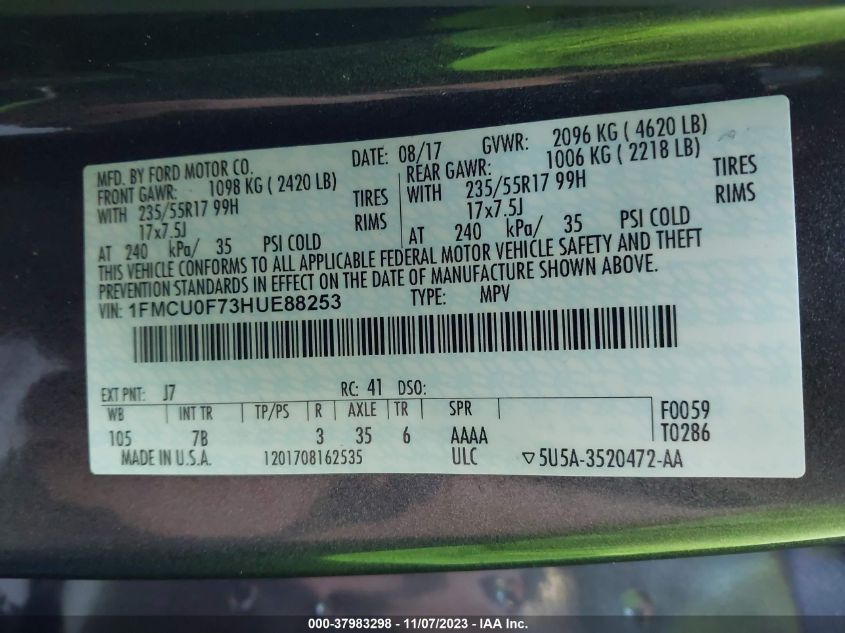 MFD. BY FORD MOTOR CO. DATE: 08/17 GVWR: 2096 KG ( 4620 LB)
FRONT GAWR: 1098 KG ( 2420 LB) REAR GAWR: 1006 KG ( 2218 LB)
WITH 235/55R17 99H TIRES WITH 235/55R17 99H TIRES
17x7.5J RIMS 17x7.5J RIMS
AT 240 kPa/ 35 PSI COLD AT 240 kPa/ 35 PSI COLD
THIS VEHICLE CONFORMS TO ALL APPLICABLE FEDERAL MOTOR VEHICLE SAFETY AND THEFT
PREVENTION STANDARDS IN EFFECT ON THE DATE OF MANUFACTURE SHOWN ABOVE.
VIN: 1FMCU0F73HUE88253 TYPE: MPV
EXT PNT: J7 RC: 41 DSO:
WB INT TR TP/PS R AXLE TR SPR F0059
105 7B 3 35 6 AAAA T0286
MADE IN U.S.A. 1201708162535 ULC ▽5U5A-3520472-AA
000-37983298 - 11/07/2023 - IAA Inc.